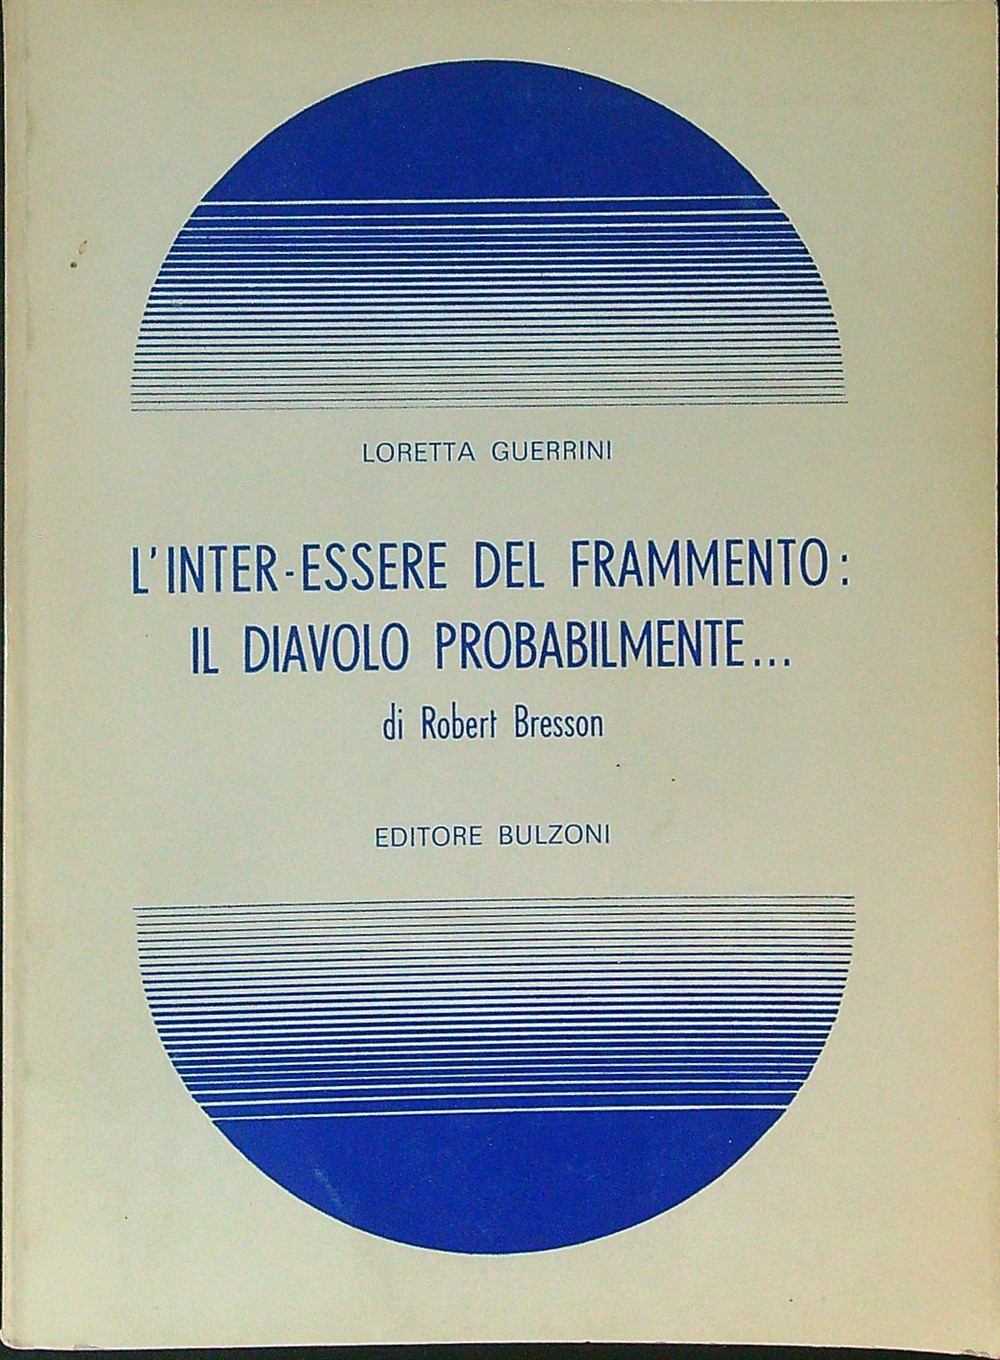 LORETTA GUERRINI
L'INTER-ESSERE DEL FRAMMENTO:
IL DIAVOLO PROBABILMENTE...
di Robert Bresson
EDITORE BULZONI